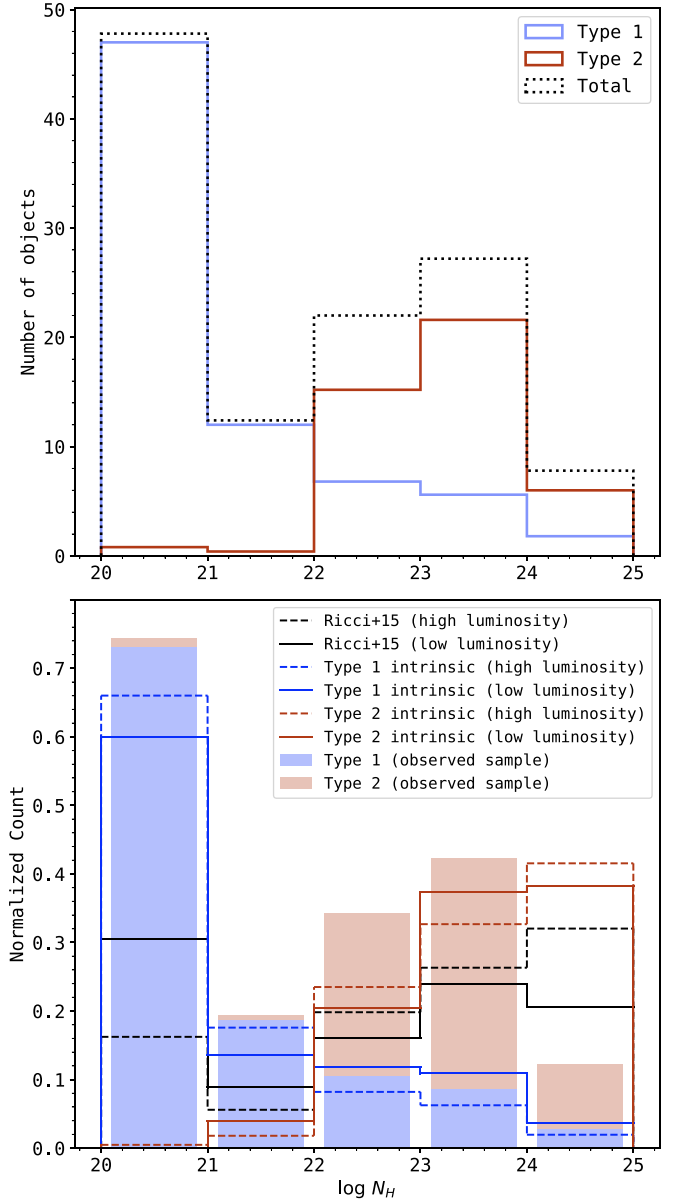 50
40
30
20
10
0
Number of objects
Type 1
Type 2
Total
20 21 22 23 24 25
0.7
0.6
0.5
0.4
0.3
0.2
0.1
0.0
Normalized Count
Ricci+15 (high luminosity)
Ricci+15 (low luminosity)
Type 1 intrinsic (high luminosity)
Type 1 intrinsic (low luminosity)
Type 2 intrinsic (high luminosity)
Type 2 intrinsic (low luminosity)
Type 1 (observed sample)
Type 2 (observed sample)
20 21 22 23 24 25
log N_H